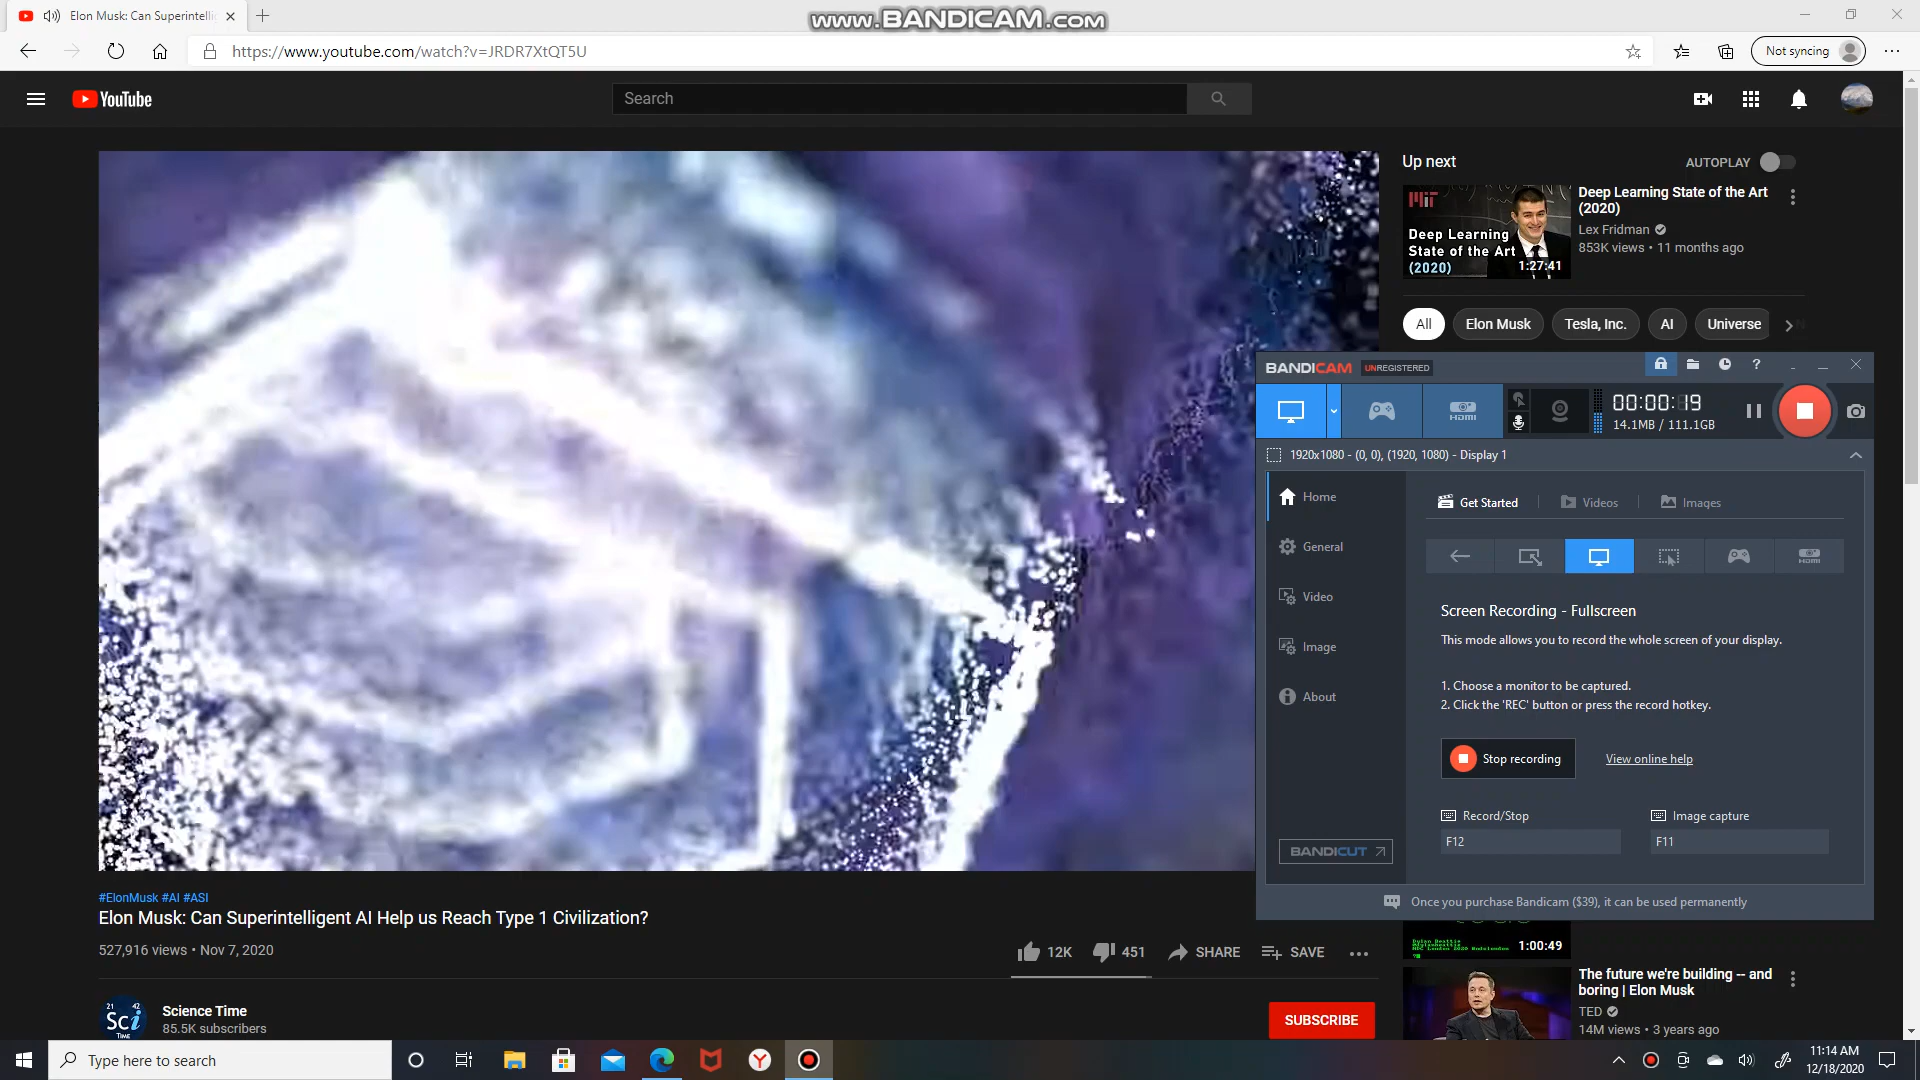 Elon Musk: Can Superintelli
www.BANDICAM.com
https://www.youtube.com/watch?v=JRDR7XtQT5U
Not syncing
YouTube
Search
Up next
AUTOPLAY
MIT
Deep Learning
State of the Art
(2020)
1:27:41
Deep Learning State of the Art
(2020)
Lex Fridman
853K views • 11 months ago
All
Elon Musk
Tesla, Inc.
AI
Universe
BANDICAM
UNREGISTERED
HDMI
00:00:19
14.1MB / 111.1GB
1920x1080 - (0, 0), (1920, 1080) - Display 1
Home
General
Video
Image
About
BANDICUT
Get Started
Videos
Images
HDMI
Screen Recording - Fullscreen
This mode allows you to record the whole screen of your display.
1. Choose a monitor to be captured.
2. Click the 'REC' button or press the record hotkey.
Stop recording
View online help
Record/Stop
F12
Image capture
F11
Once you purchase Bandicam ($39), it can be used permanently
#ElonMusk #AI #ASI
Elon Musk: Can Superintelligent AI Help us Reach Type 1 Civilization?
527,916 views • Nov 7, 2020
12K
451
SHARE
SAVE
21 42
Sci
TIME
Science Time
85.5K subscribers
SUBSCRIBE
1:00:49
The future we're building -- and
boring | Elon Musk
TED
14M views • 3 years ago
Type here to search
11:14 AM
12/18/2020